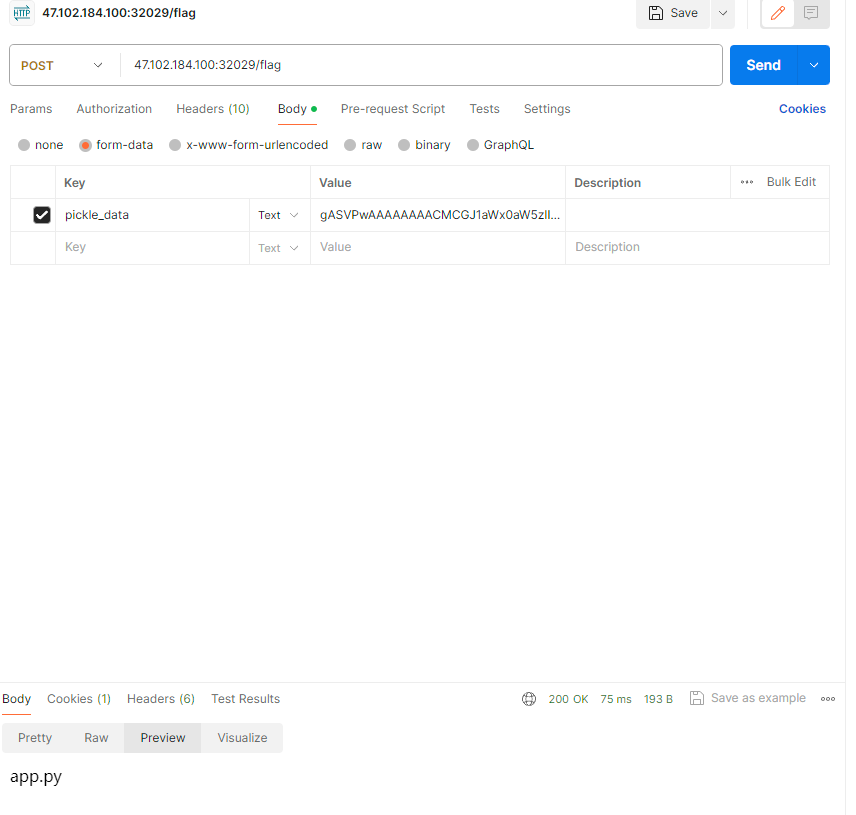 HTTP 47.102.184.100:32029/flag Save
POST 47.102.184.100:32029/flag Send
Params Authorization Headers (10) Body Pre-request Script Tests Settings Cookies
none form-data x-www-form-urlencoded raw binary GraphQL
Key Value Description Bulk Edit
pickle_data Text gASVPwAAAAAAAACMCGJ1aWx0aW5zlI...
Key Text Value Description
Body Cookies (1) Headers (6) Test Results 200 OK 75 ms 193 B Save as example
Pretty Raw Preview Visualize
app.py